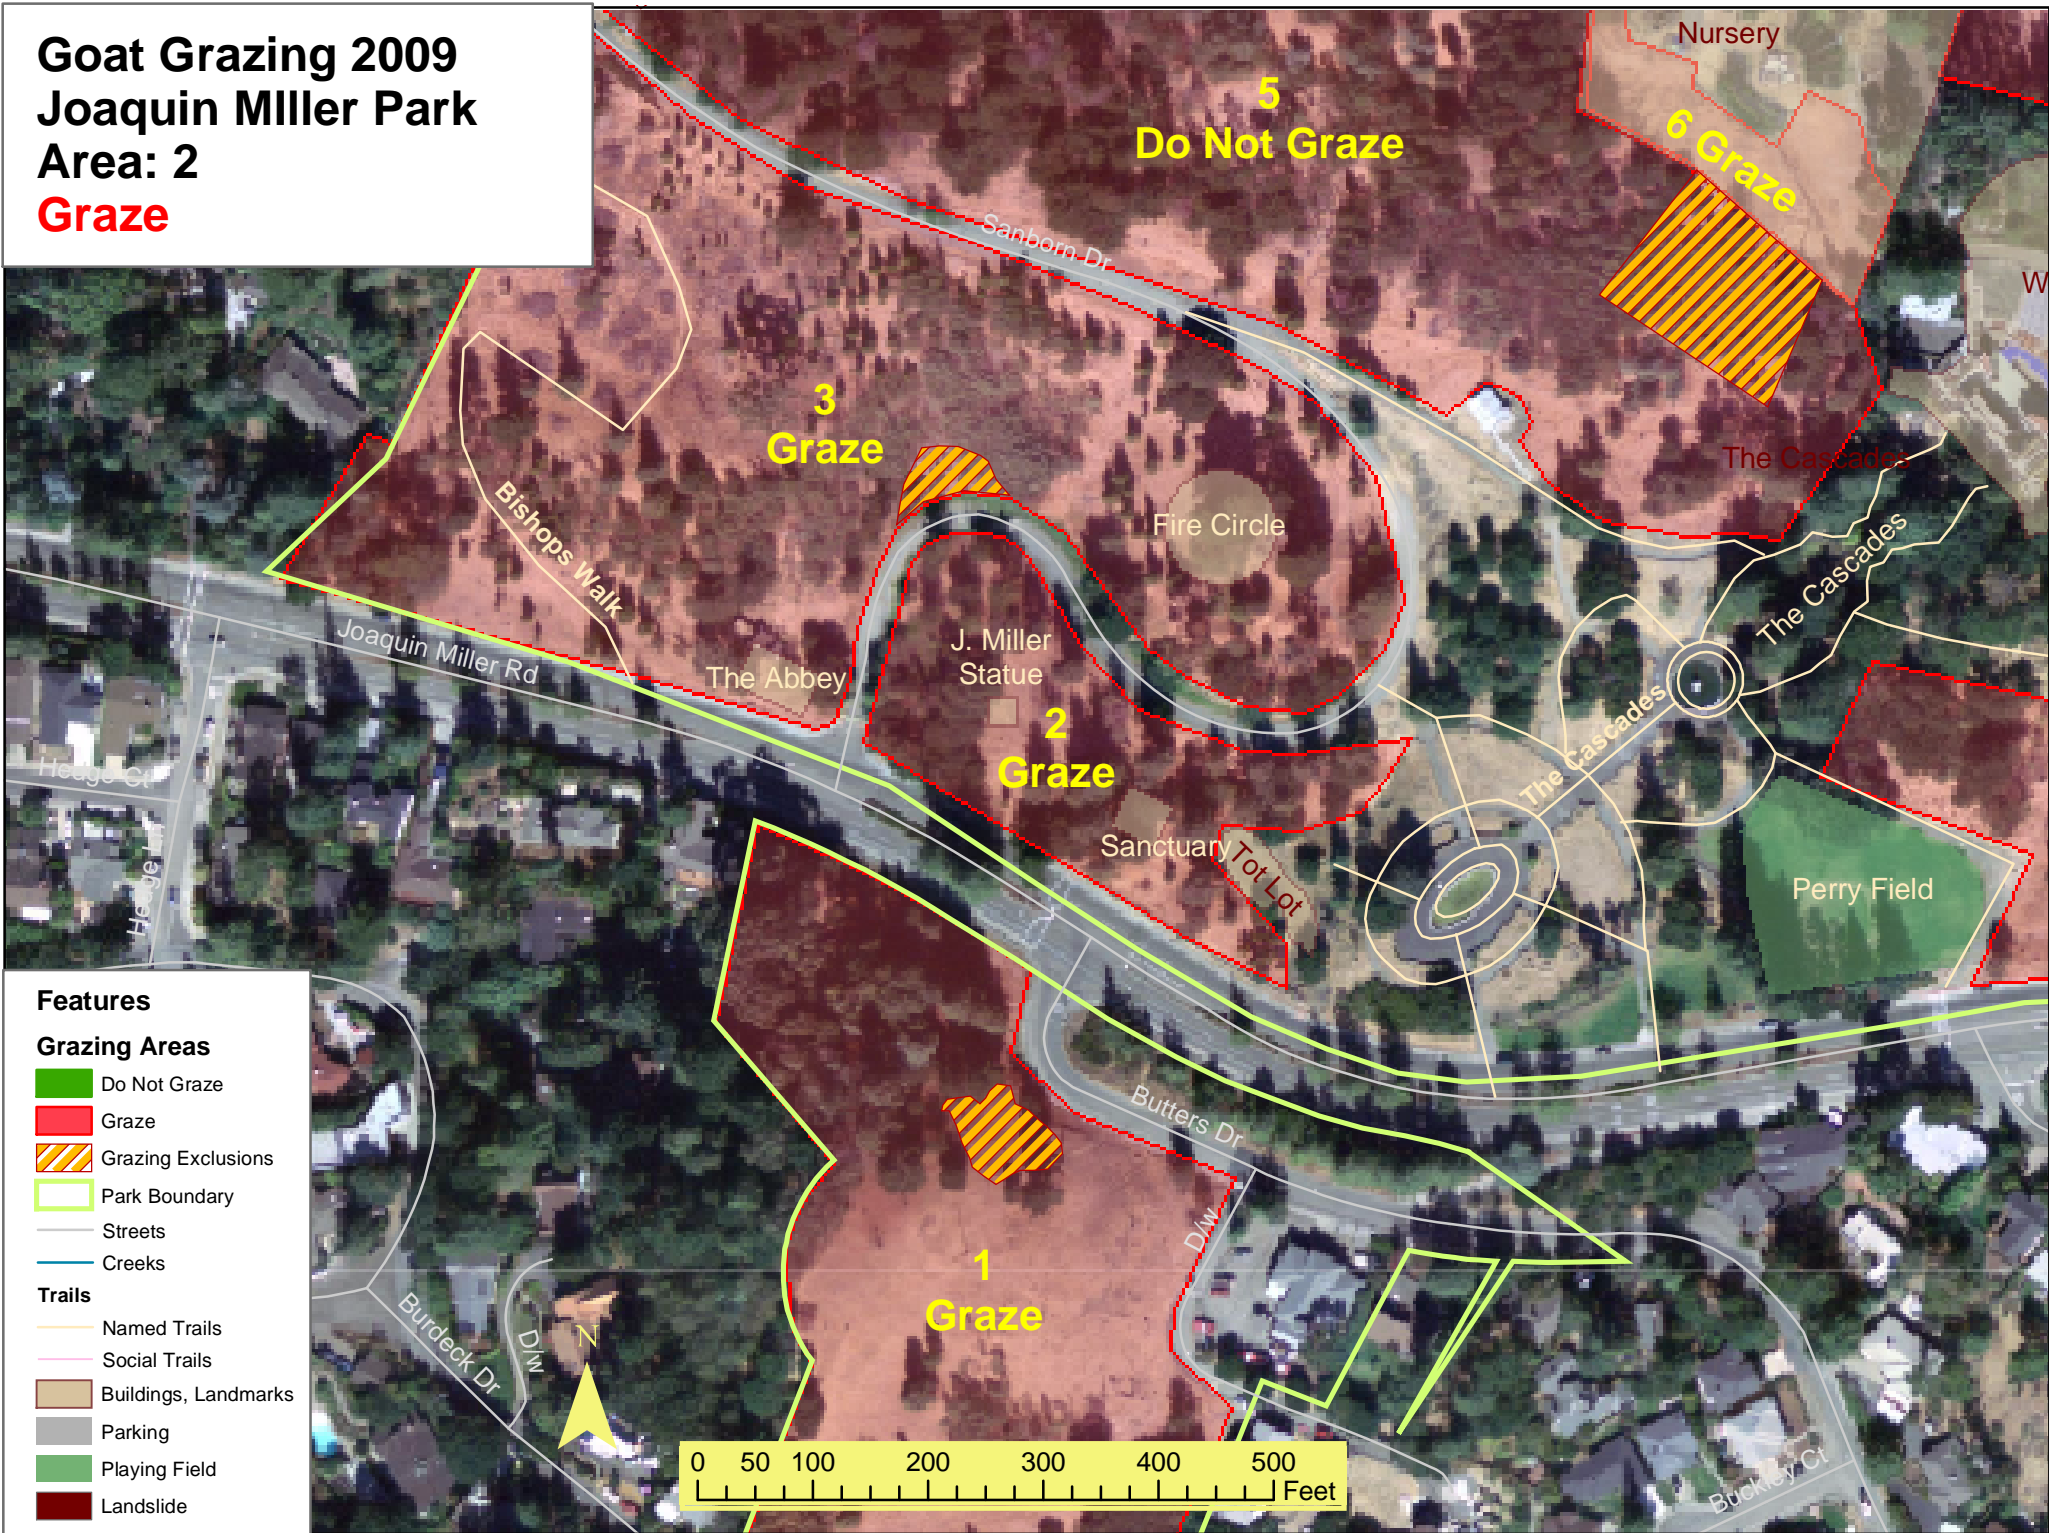 Goat Grazing 2009
Joaquin MIller Park
Area: 2
Graze
Nursery
5
Do Not Graze
6 Graze
Sanborn Dr
W
3
Graze
The Cascades
Bishops Walk
Fire Circle
The Cascades
Joaquin Miller Rd
The Abbey
J. Miller
Statue
2
Graze
The Cascades
Hedge Ct
Hedge Ln
Sanctuary
Tot Lot
Perry Field
Butters Dr
D/w
1
Graze
Burdeck Dr
D/w
N
Buckley Ct
0 50 100 200 300 400 500
Feet
Features
Grazing Areas
Do Not Graze
Graze
Grazing Exclusions
Park Boundary
Streets
Creeks
Trails
Named Trails
Social Trails
Buildings, Landmarks
Parking
Playing Field
Landslide